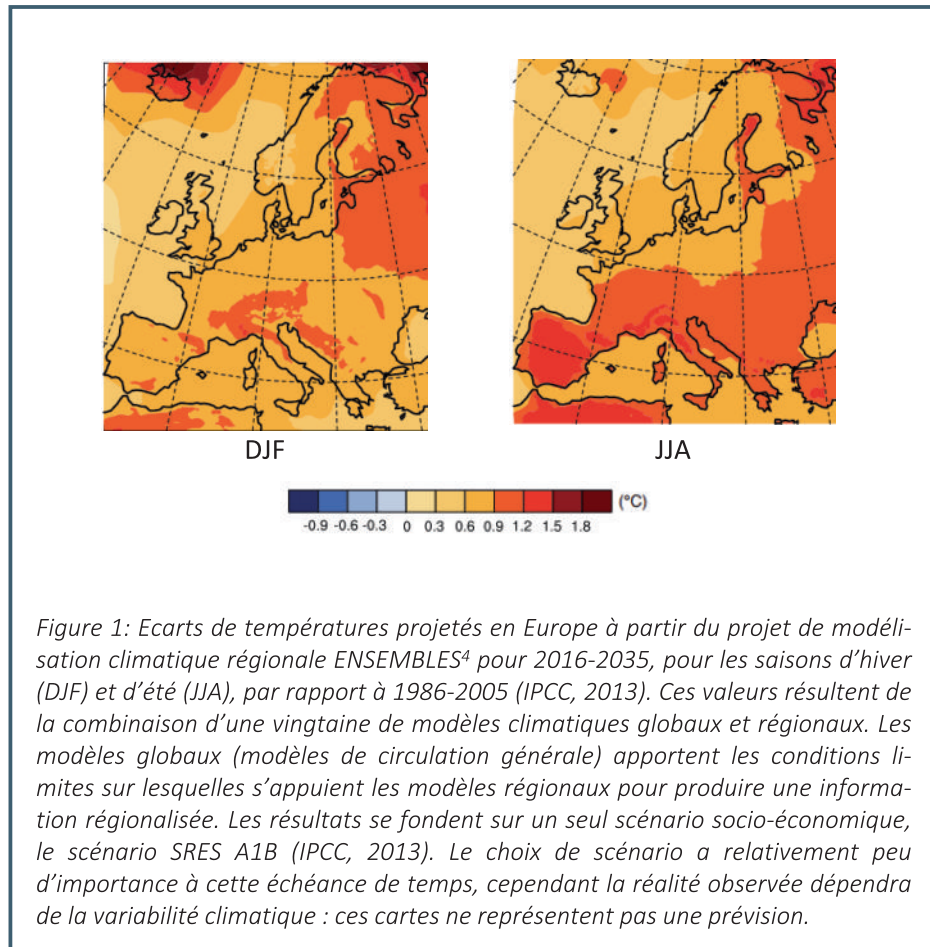 DJF
JJA
(°C)
-0.9 -0.6 -0.3 0 0.3 0.6 0.9 1.2 1.5 1.8
Figure 1: Ecarts de températures projetés en Europe à partir du projet de modéli-
sation climatique régionale ENSEMBLES⁴ pour 2016-2035, pour les saisons d’hiver
(DJF) et d’été (JJA), par rapport à 1986-2005 (IPCC, 2013). Ces valeurs résultent de
la combinaison d’une vingtaine de modèles climatiques globaux et régionaux. Les
modèles globaux (modèles de circulation générale) apportent les conditions li-
mites sur lesquelles s’appuient les modèles régionaux pour produire une informa-
tion régionalisée. Les résultats se fondent sur un seul scénario socio-économique,
le scénario SRES A1B (IPCC, 2013). Le choix de scénario a relativement peu
d’importance à cette échéance de temps, cependant la réalité observée dépendra
de la variabilité climatique : ces cartes ne représentent pas une prévision.